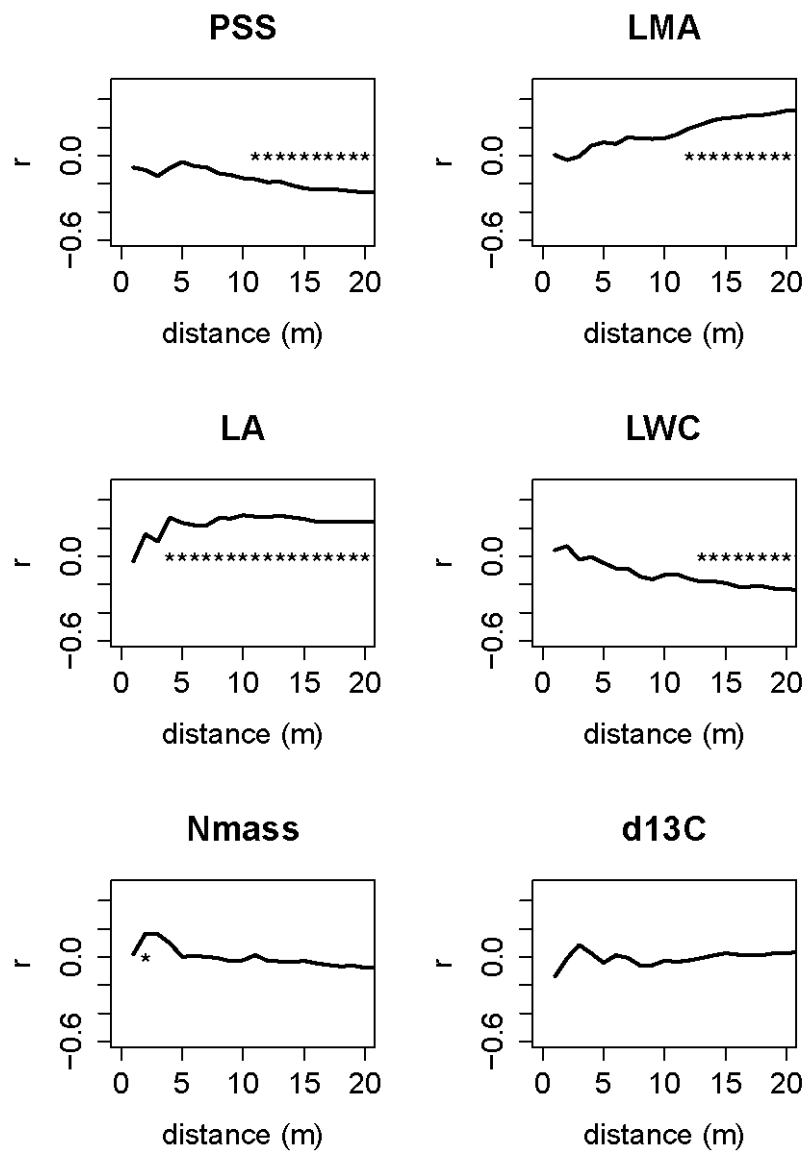 PSS
r
0.0
-0.6
**********
0 5 10 15 20
distance (m)
LMA
r
0.0
-0.6
*********
0 5 10 15 20
distance (m)
LA
r
0.0
-0.6
*****************
0 5 10 15 20
distance (m)
LWC
r
0.0
-0.6
********
0 5 10 15 20
distance (m)
Nmass
r
0.0
-0.6
*
0 5 10 15 20
distance (m)
d13C
r
0.0
-0.6
0 5 10 15 20
distance (m)